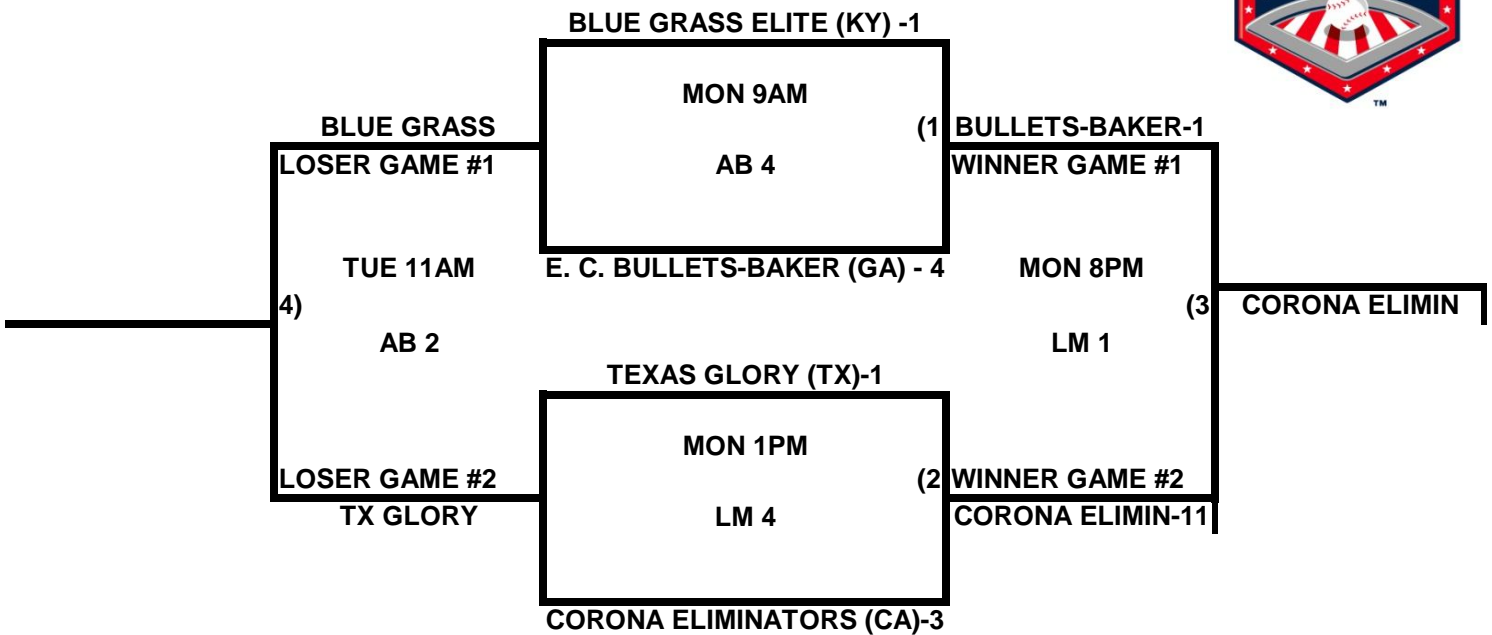 BLUE GRASS ELITE (KY) -1
MON 9AM
BLUE GRASS
(1 BULLETS-BAKER-1
LOSER GAME #1
AB 4
WINNER GAME #1
TUE 11AM
E. C. BULLETS-BAKER (GA) - 4
MON 8PM
4)
(3 CORONA ELIMIN
AB 2
LM 1
TEXAS GLORY (TX)-1
MON 1PM
LOSER GAME #2
(2 WINNER GAME #2
TX GLORY
LM 4
CORONA ELIMIN-11
CORONA ELIMINATORS (CA)-3
TM